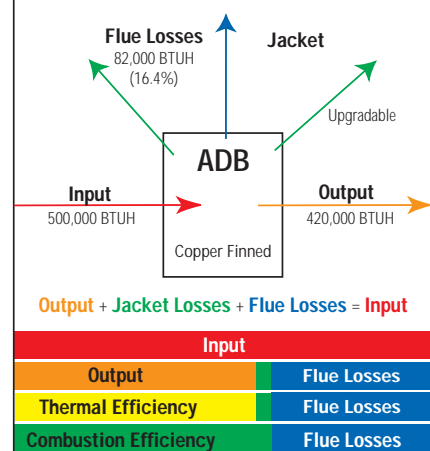 Flue Losses
82,000 BTUH
(16.4%)
Jacket
Upgradable
ADB
Input
500,000 BTUH
Output
420,000 BTUH
Copper Finned
Output + Jacket Losses + Flue Losses = Input
Input
Output Flue Losses
Thermal Efficiency Flue Losses
Combustion Efficiency Flue Losses